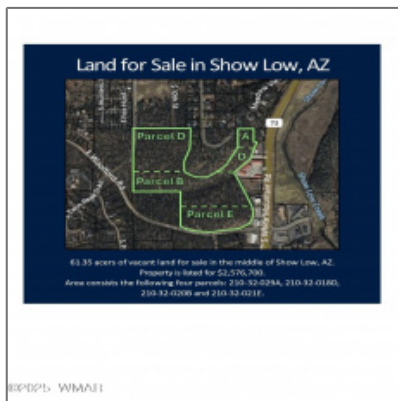 Land for Sale in Show Low, AZ
Parcel D
A
D
Parcel B
Parcel E
61.35 acers of vacant land for sale in the middle of Show Low, AZ.
Property is listed for $2,576,700.
Area consists the following four parcels: 210-32-029A, 210-32-018D,
210-32-020B and 210-32-021E.
©2025 WMAR